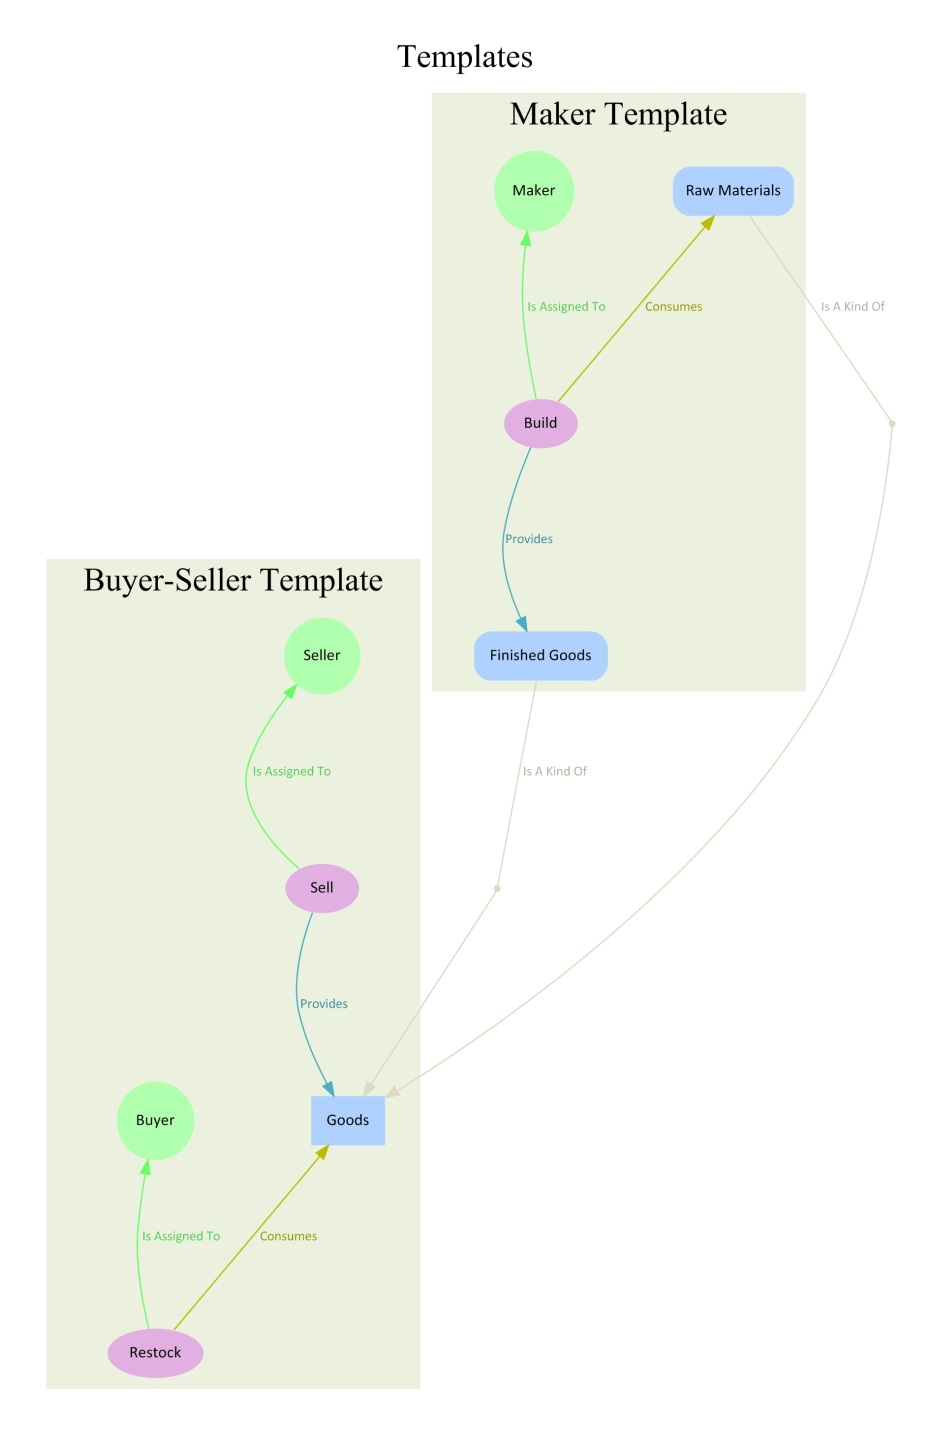 Templates
Maker Template
Maker
Raw Materials
Is Assigned To
Consumes
Is A Kind Of
Build
Provides
Finished Goods
Is A Kind Of
Buyer-Seller Template
Seller
Is Assigned To
Sell
Provides
Buyer
Goods
Is Assigned To
Consumes
Restock